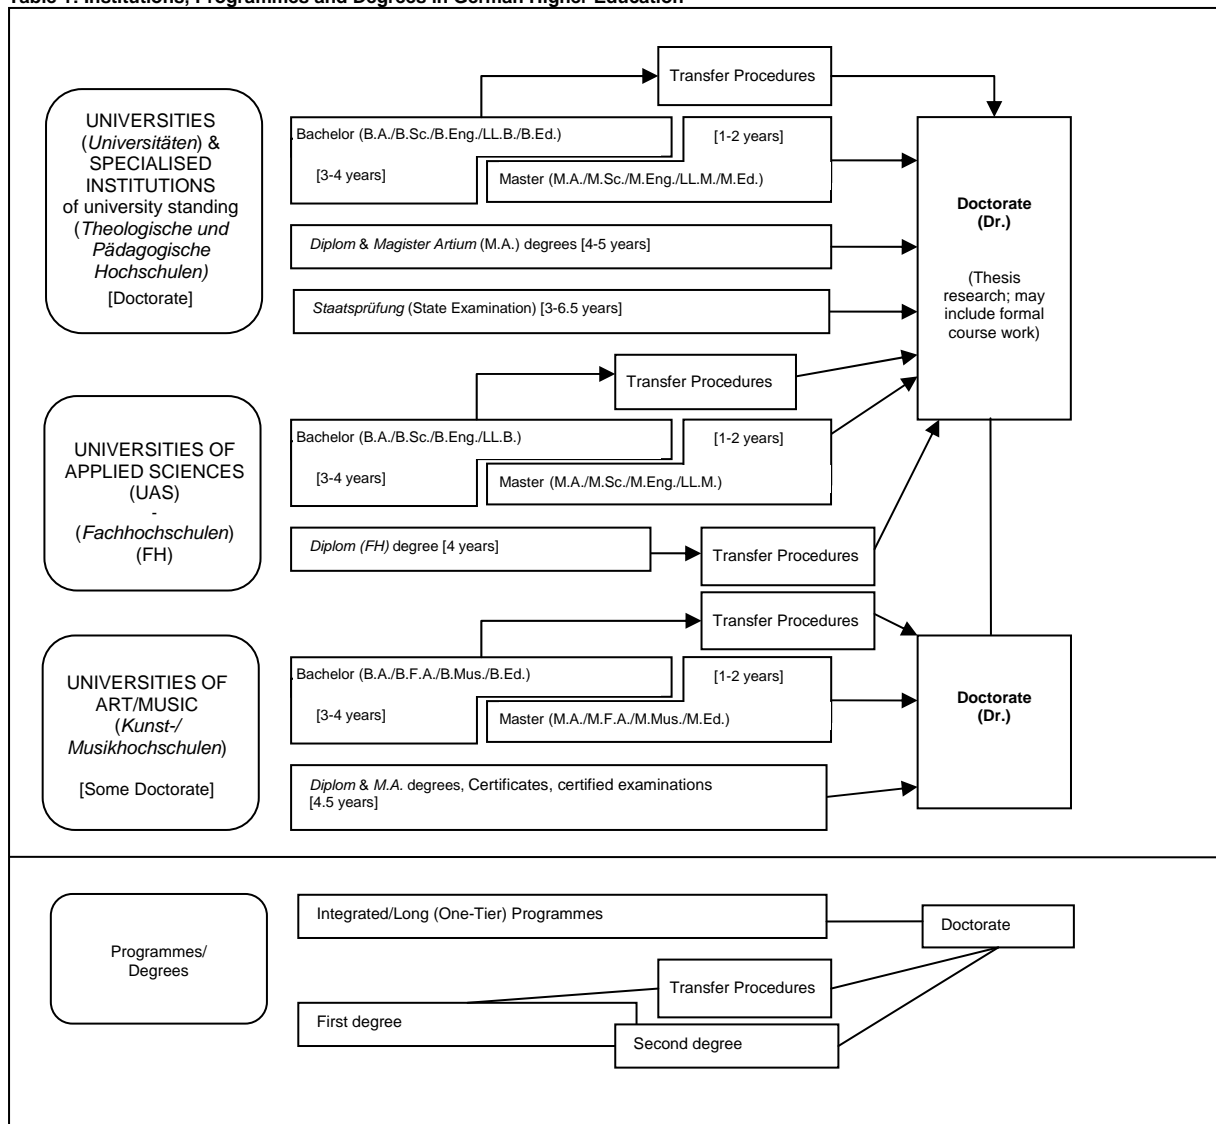 Table 1: Institutions, Programmes and Degrees in German Higher Education
Transfer Procedures
UNIVERSITIES
(Universitäten) &
SPECIALISED
INSTITUTIONS
of university standing
(Theologische und
Pädagogische
Hochschulen)
[Doctorate]
Bachelor (B.A./B.Sc./B.Eng./LL.B./B.Ed.)
[3-4 years]
[1-2 years]
Master (M.A./M.Sc./M.Eng./LL.M./M.Ed.)
Diplom & Magister Artium (M.A.) degrees [4-5 years]
Staatsprüfung (State Examination) [3-6.5 years]
Doctorate
(Dr.)
(Thesis
research; may
include formal
course work)
Transfer Procedures
UNIVERSITIES OF
APPLIED SCIENCES
(UAS)
-
(Fachhochschulen)
(FH)
Bachelor (B.A./B.Sc./B.Eng./LL.B.)
[3-4 years]
[1-2 years]
Master (M.A./M.Sc./M.Eng./LL.M.)
Diplom (FH) degree [4 years]
Transfer Procedures
Transfer Procedures
UNIVERSITIES OF
ART/MUSIC
(Kunst-/
Musikhochschulen)
[Some Doctorate]
Bachelor (B.A./B.F.A./B.Mus./B.Ed.)
[3-4 years]
[1-2 years]
Master (M.A./M.F.A./M.Mus./M.Ed.)
Diplom & M.A. degrees, Certificates, certified examinations
[4.5 years]
Doctorate
(Dr.)
Programmes/
Degrees
Integrated/Long (One-Tier) Programmes
Doctorate
Transfer Procedures
First degree
Second degree